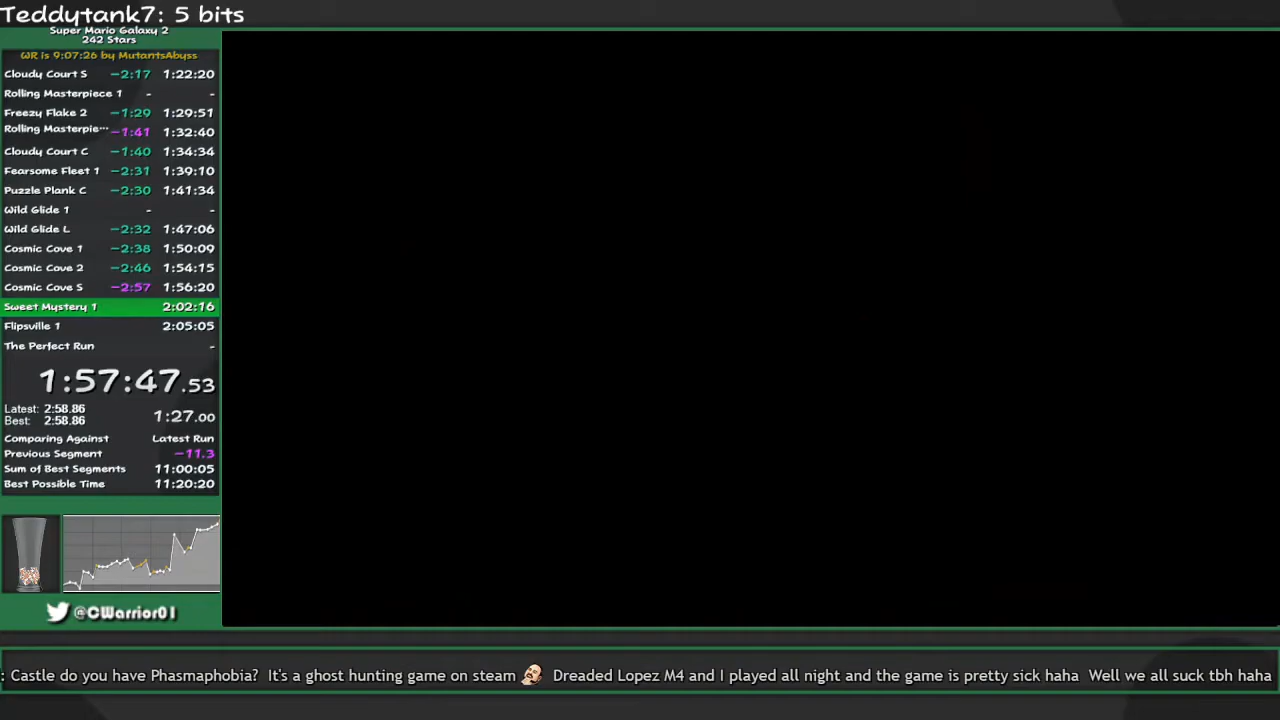 Teddytank7: 5 bits
Super Mario Galaxy 2
242 Stars
WR is 9:07:26 by MutantsAbyss
Cloudy Court S -2:17 1:22:20
Rolling Masterpiece 1 - -
Freezy Flake 2 -1:29 1:29:51
Rolling Masterpie... -1:41 1:32:40
Cloudy Court C -1:40 1:34:34
Fearsome Fleet 1 -2:31 1:39:10
Puzzle Plank C -2:30 1:41:34
Wild Glide 1 - -
Wild Glide L -2:32 1:47:06
Cosmic Cove 1 -2:38 1:50:09
Cosmic Cove 2 -2:46 1:54:15
Cosmic Cove S -2:57 1:56:20
Sweet Mystery 1 2:02:16
Flipsville 1 2:05:05
The Perfect Run -
1:57:47.53
Latest: 2:58.86
Best: 2:58.86
1:27.00
Comparing Against Latest Run
Previous Segment -11.3
Sum of Best Segments 11:00:05
Best Possible Time 11:20:20
@CWarrior01
: Castle do you have Phasmaphobia? It's a ghost hunting game on steam Dreaded Lopez M4 and I played all night and the game is pretty sick haha Well we all suck tbh haha